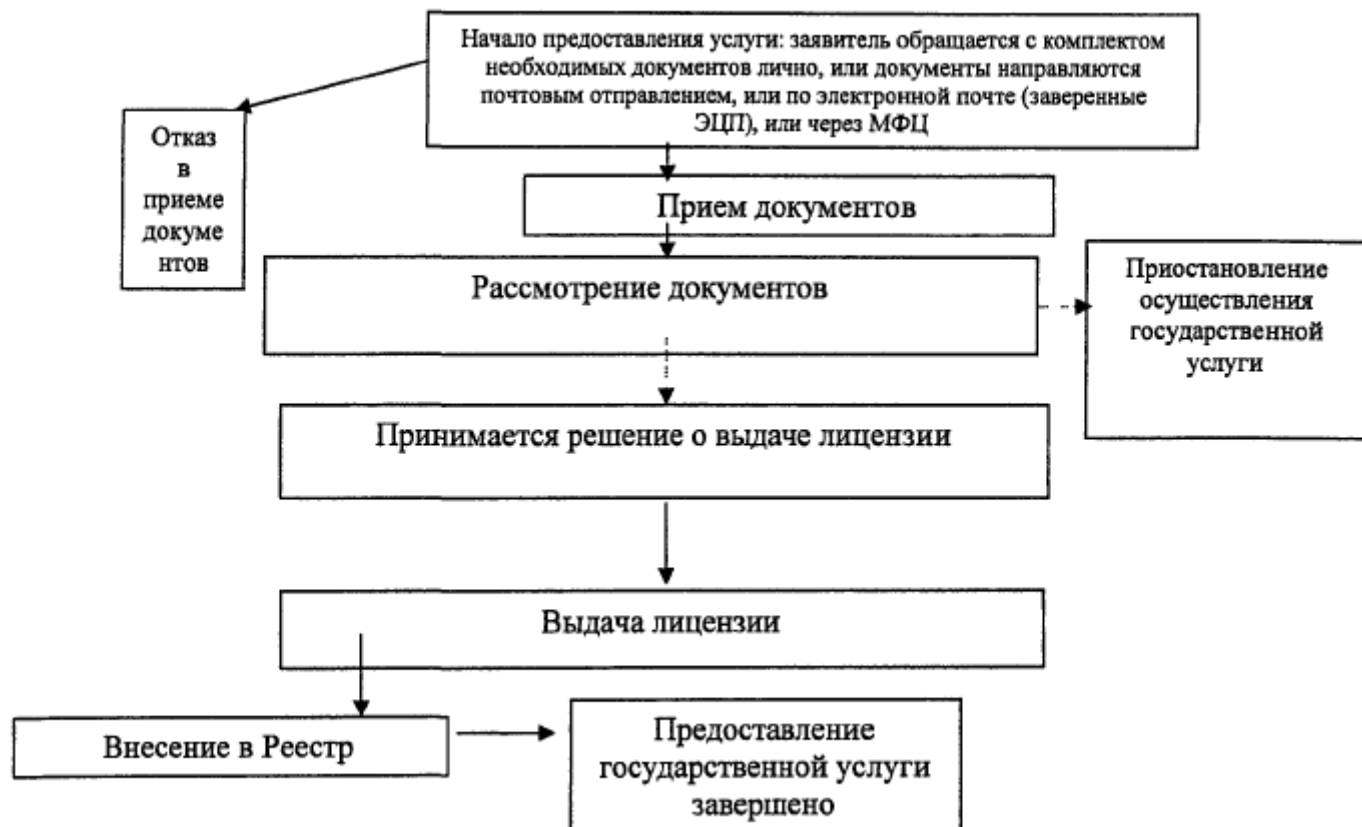 Начало предоставления услуги: заявитель обращается с комплектом
необходимых документов лично, или документы направляются
почтовым отправлением, или по электронной почте (заверенные
ЭЦП), или через МФЦ
Отказ
в
приеме
докуме
нтов
Прием документов
Рассмотрение документов
Приостановление
осуществления
государственной
услуги
Принимается решение о выдаче лицензии
Выдача лицензии
Внесение в Реестр
Предоставление
государственной услуги
завершено